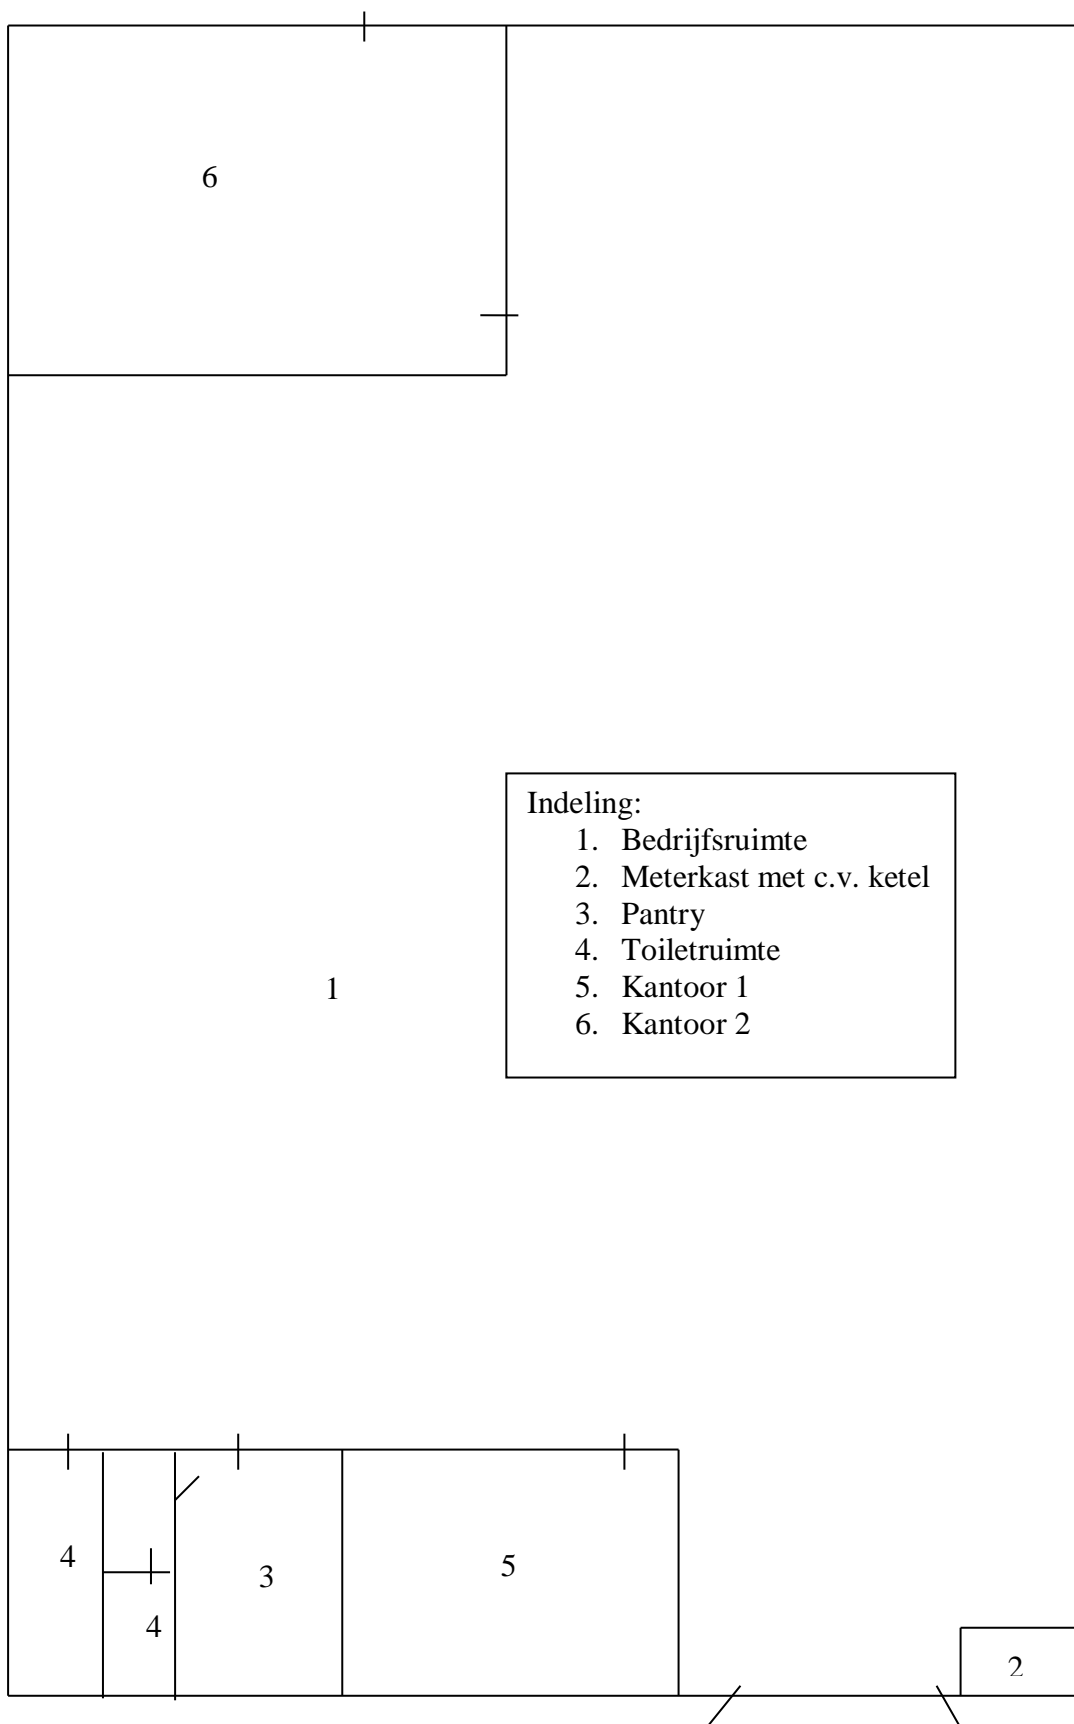 6
Indeling:
1. Bedrijfsruimte
2. Meterkast met c.v. ketel
3. Pantry
4. Toiletruimte
5. Kantoor 1
6. Kantoor 2
1
4
3
5
4
2